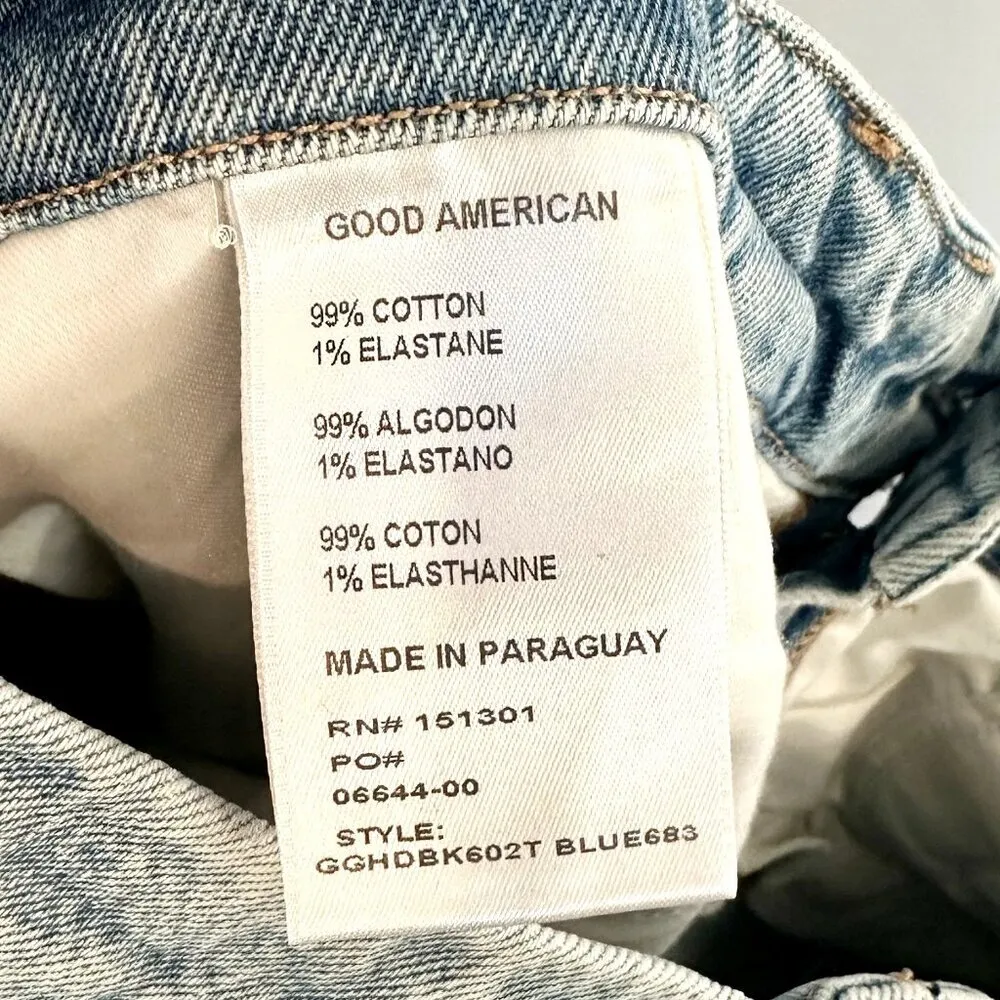 GOOD AMERICAN
99% COTTON
1% ELASTANE
99% ALGODON
1% ELASTANO
99% COTON
1% ELASTHANNE
MADE IN PARAGUAY
RN# 151301
PO#
06644-00
STYLE:
GGHDBK602T BLUE683